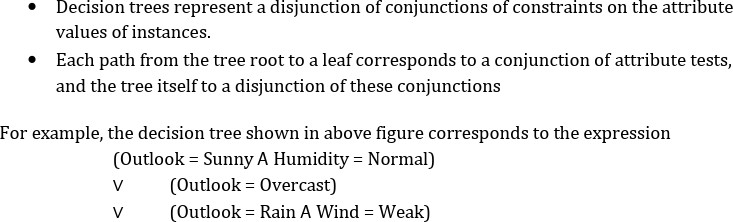 • Decision trees represent a disjunction of conjunctions of constraints on the attribute
values of instances.
• Each path from the tree root to a leaf corresponds to a conjunction of attribute tests,
and the tree itself to a disjunction of these conjunctions
For example, the decision tree shown in above figure corresponds to the expression
(Outlook = Sunny A Humidity = Normal)
V (Outlook = Overcast)
V (Outlook = Rain A Wind = Weak)